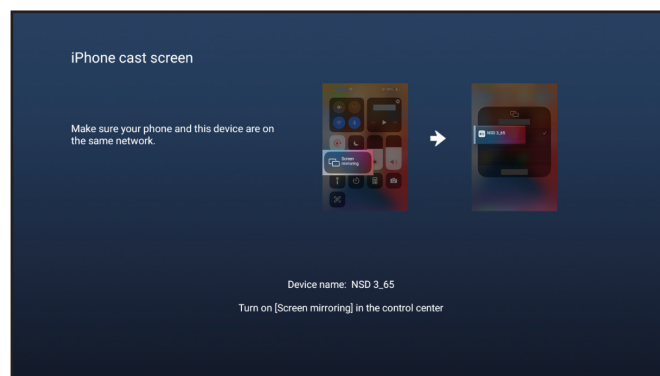 iPhone cast screen
Make sure your phone and this device are on
the same network.
Screen
mirroring
NSD 3_65
Device name: NSD 3_65
Turn on [Screen mirroring] in the control center